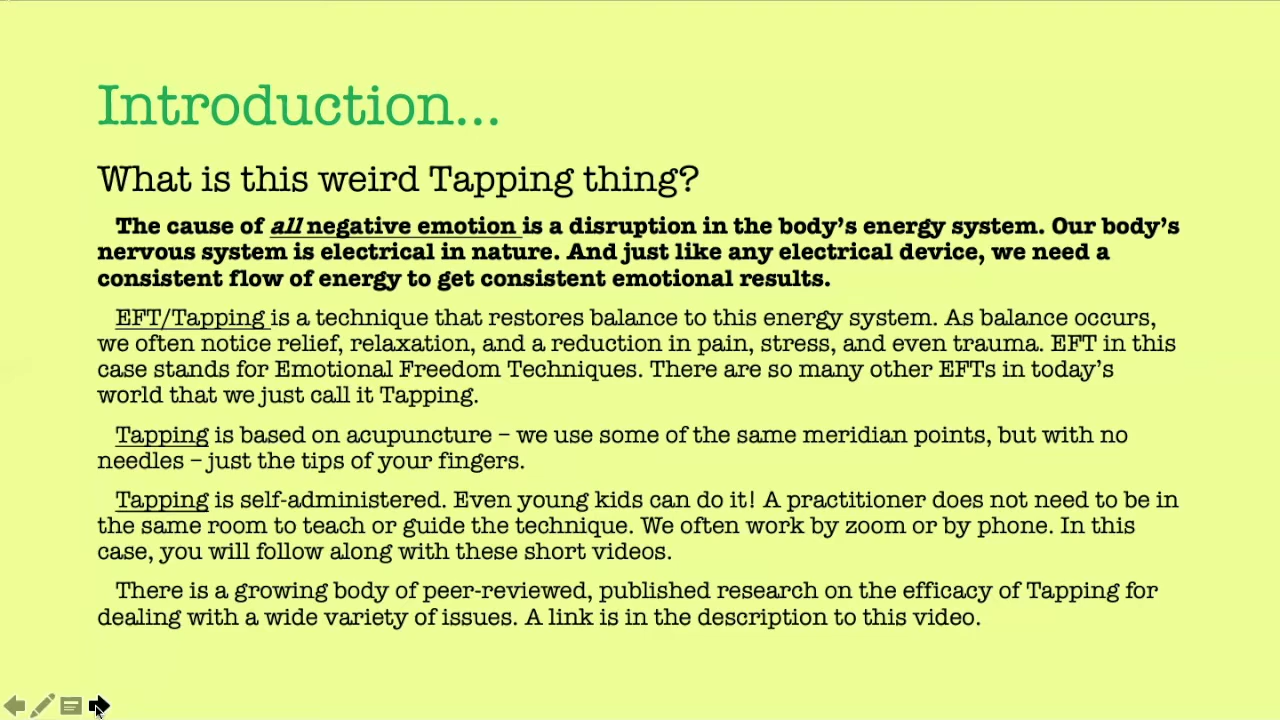 Introduction...
What is this weird Tapping thing?
The cause of all negative emotion is a disruption in the body's energy system. Our body's
nervous system is electrical in nature. And just like any electrical device, we need a
consistent flow of energy to get consistent emotional results.
EFT/Tapping is a technique that restores balance to this energy system. As balance occurs,
we often notice relief, relaxation, and a reduction in pain, stress, and even trauma. EFT in this
case stands for Emotional Freedom Techniques. There are so many other EFTs in today's
world that we just call it Tapping.
Tapping is based on acupuncture – we use some of the same meridian points, but with no
needles – just the tips of your fingers.
Tapping is self-administered. Even young kids can do it! A practitioner does not need to be in
the same room to teach or guide the technique. We often work by zoom or by phone. In this
case, you will follow along with these short videos.
There is a growing body of peer-reviewed, published research on the efficacy of Tapping for
dealing with a wide variety of issues. A link is in the description to this video.